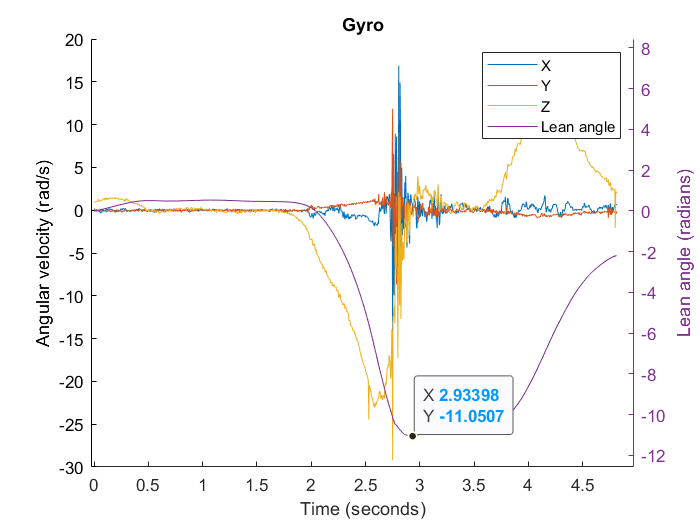 Gyro
20
15
10
5
0
-5
-10
-15
-20
-25
-30
Angular velocity (rad/s)
X
Y
Z
Lean angle
8
6
4
2
0
-2
-4
-6
-8
-10
-12
Lean angle (radians)
X 2.93398
Y -11.0507
0 0.5 1 1.5 2 2.5 3 3.5 4 4.5
Time (seconds)